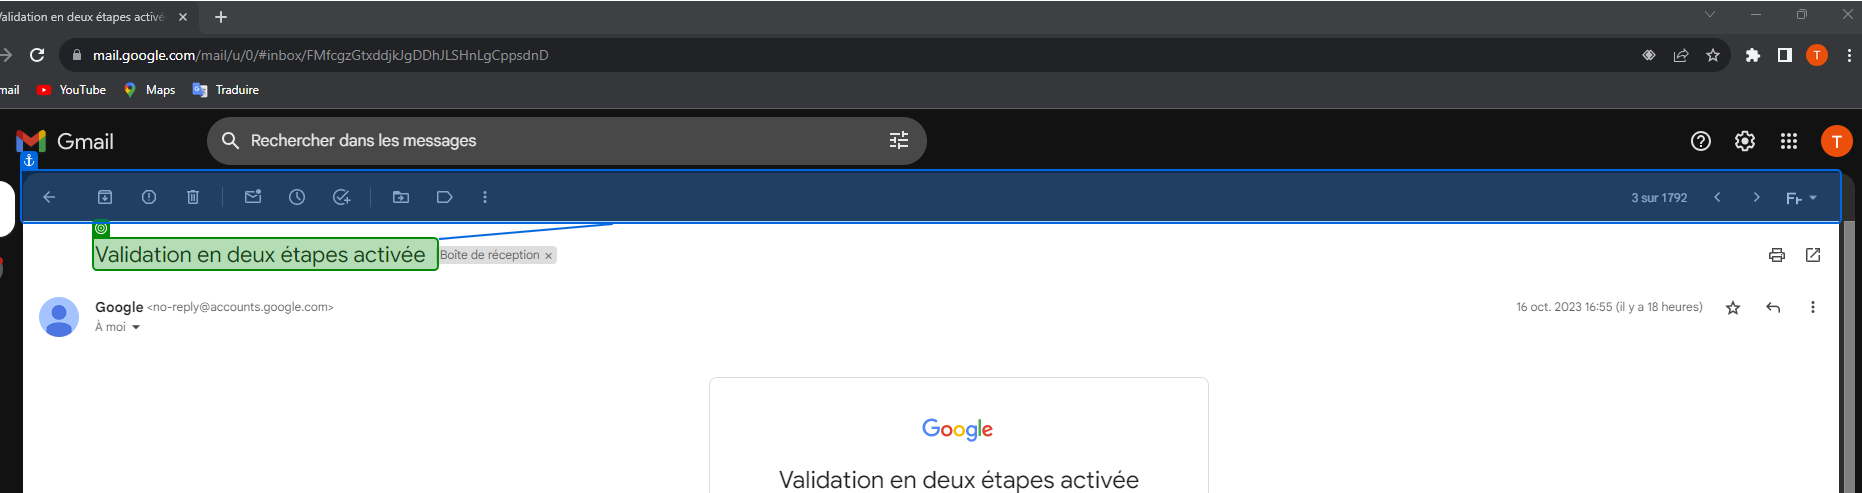 Validation en deux étapes activé
mail.google.com/mail/u/0/#inbox/FMfcgzGtxddjkJgDDhJLSHnLgCppsdnD
T
mail YouTube Maps Traduire
Gmail Rechercher dans les messages T
3 sur 1792
Validation en deux étapes activée Boîte de réception ×
Google <no-reply@accounts.google.com> 16 oct. 2023 16:55 (il y a 18 heures)
À moi
Google
Validation en deux étapes activée